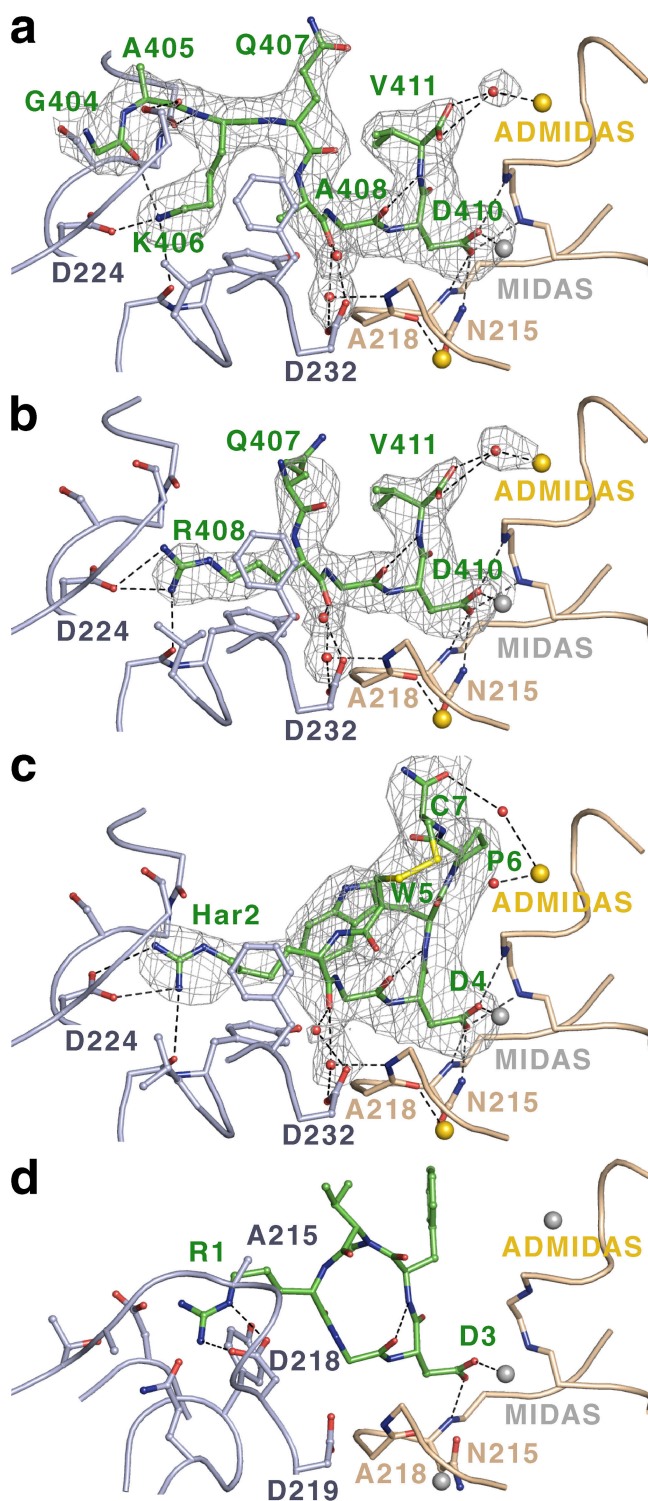 a
A405
Q407
G404
V411
ADMIDAS
A408
D410
K406
D224
MIDAS
N215
A218
D232
b
Q407
V411
ADMIDAS
R408
D410
D224
MIDAS
N215
A218
D232
c
C7
P6
W5
ADMIDAS
Har2
D4
D224
MIDAS
N215
A218
D232
d
A215
R1
ADMIDAS
D3
D218
MIDAS
N215
A218
D219